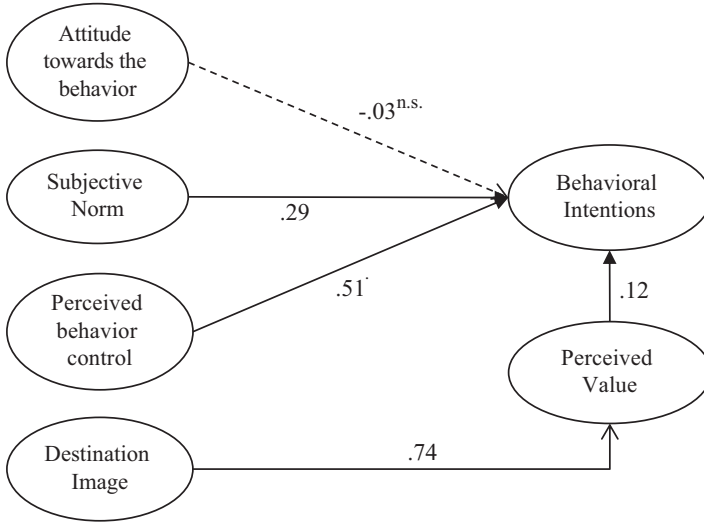 Attitude
towards the
behavior
-.03n.s.
Subjective
Norm
.29
Behavioral
Intentions
Perceived
behavior
control
.51
.12
Perceived
Value
Destination
Image
.74